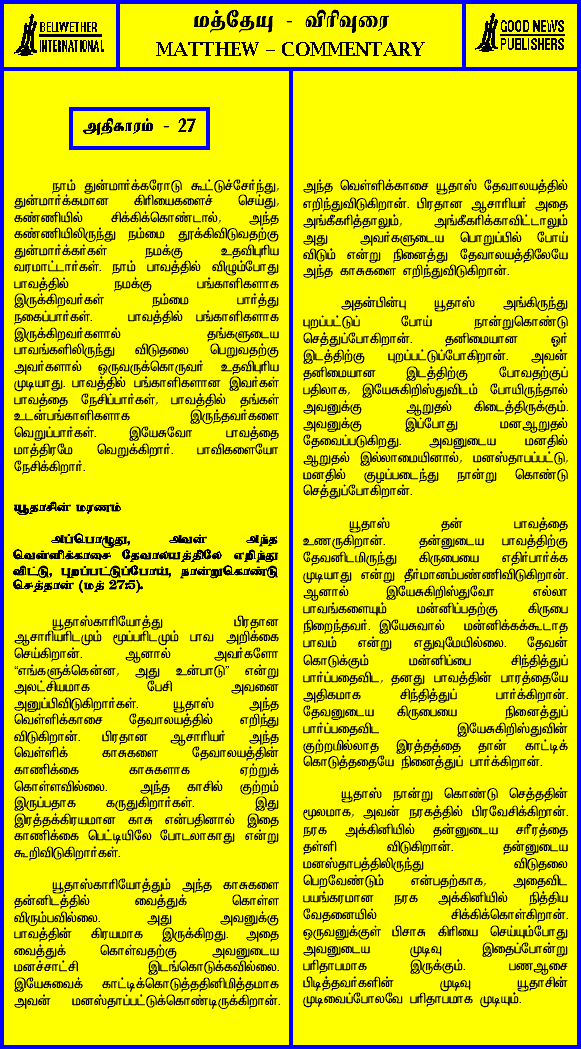 BELIWETHER
INTERNATIONAL
மத்தேயு - விரிவுரை
MATTHEW – COMMENTARY
GOOD NEWS
PUBLISHERS
அதிகாரம் - 27
நாம் துன்மார்க்கரோடு கூட்டுச்சேர்ந்து,
துன்மார்க்கமான கிரியைகளைச் செய்து,
கண்ணியில் சிக்கிக்கொண்டால், அந்த
கண்ணியிலிருந்து நம்மை தூக்கிவிடுவதற்கு
துன்மார்க்கர்கள் நமக்கு உதவிபுரிய
வரமாட்டார்கள். நாம் பாவத்தில் விழும்போது
பாவத்தில் நமக்கு பங்காளிகளாக
இருக்கிறவர்கள் நம்மை பார்த்து
நகைப்பார்கள். பாவத்தில் பங்காளிகளாக
இருக்கிறவர்களால் தங்களுடைய
பாவங்களிலிருந்து விடுதலை பெறுவதற்கு
அவர்களால் ஒருவருக்கொருவர் உதவிபுரிய
முடியாது. பாவத்தில் பங்காளிகளான இவர்கள்
பாவத்தை நேசிப்பார்கள், பாவத்தில் தங்கள்
உடன்பங்காளிகளாக இருந்தவர்களை
வெறுப்பார்கள். இயேசுவோ பாவத்தை
மாத்திரமே வெறுக்கிறார். பாவிகளையோ
நேசிக்கிறார்.
யூதாசின் மரணம்
அப்பொழுது, அவன் அந்த
வெள்ளிக்காசை தேவாலயத்திலே எறிந்து
விட்டு, புறப்பட்டுப்போய், நான்றுகொண்டு
செத்தான் (மத் 27:5).
யூதாஸ்காரியோத்து பிரதான
ஆசாரியரிடமும் மூப்பரிடமும் பாவ அறிக்கை
செய்கிறான். ஆனால் அவர்களோ
"எங்களுக்கென்ன, அது உன்பாடு" என்று
அலட்சியமாக பேசி அவனை
அனுப்பிவிடுகிறார்கள். யூதாஸ் அந்த
வெள்ளிக்காசை தேவாலயத்தில் எறிந்து
விடுகிறான். பிரதான ஆசாரியர் அந்த
வெள்ளிக் காசுகளை தேவாலயத்தின்
காணிக்கை காசுகளாக ஏற்றுக்
கொள்ளவில்லை. அந்த காசில் குற்றம்
இருப்பதாக கருதுகிறார்கள். இது
இரத்தக்கிரயமான காசு என்பதினால் இதை
காணிக்கை பெட்டியிலே போடலாகாது என்று
கூறிவிடுகிறார்கள்.
யூதாஸ்காரியோத்தும் அந்த காசுகளை
தன்னிடத்தில் வைத்துக் கொள்ள
விரும்பவில்லை. அது அவனுக்கு
பாவத்தின் கிரயமாக இருக்கிறது. அதை
வைத்துக் கொள்வதற்கு அவனுடைய
மனச்சாட்சி இடங்கொடுக்கவில்லை.
இயேசுவைக் காட்டிக்கொடுத்ததினிமித்தமாக
அவன் மனஸ்தாப்பட்டுக்கொண்டிருக்கிறான்.
அந்த வெள்ளிக்காசை யூதாஸ் தேவாலயத்தில்
எறிந்துவிடுகிறான். பிரதான ஆசாரியர் அதை
அங்கீகரித்தாலும், அங்கீகரிக்காவிட்டாலும்
அது அவர்களுடைய பொறுப்பில் போய்
விடும் என்று நினைத்து தேவாலயத்திலேயே
அந்த காசுகளை எறிந்துவிடுகிறான்.
அதன்பின்பு யூதாஸ் அங்கிருந்து
புறப்பட்டுப் போய் நான்றுகொண்டு
செத்துப்போகிறான். தனிமையான ஓர்
இடத்திற்கு புறப்பட்டுப்போகிறான். அவன்
தனிமையான இடத்திற்கு போவதற்குப்
பதிலாக, இயேசுகிறிஸ்துவிடம் போயிருந்தால்
அவனுக்கு ஆறுதல் கிடைத்திருக்கும்.
அவனுக்கு இப்போது மனஆறுதல்
தேவைப்படுகிறது. அவனுடைய மனதில்
ஆறுதல் இல்லாமையினால், மனஸ்தாபப்பட்டு,
மனதில் குழப்படைந்து நான்று கொண்டு
செத்துப்போகிறான்.
யூதாஸ் தன் பாவத்தை
உணருகிறான். தன்னுடைய பாவத்திற்கு
தேவனிடமிருந்து கிருபையை எதிர்பார்க்க
முடியாது என்று தீர்மானம்பண்ணிவிடுகிறான்.
ஆனால் இயேசுகிறிஸ்துவோ எல்லா
பாவங்களையும் மன்னிப்பதற்கு கிருபை
நிறைந்தவர். இயேசுவால் மன்னிக்கக்கூடாத
பாவம் என்று எதுவுமேயில்லை. தேவன்
கொடுக்கும் மன்னிப்பை சிந்தித்துப்
பார்ப்பதைவிட, தனது பாவத்தின் பாரத்தையே
அதிகமாக சிந்தித்துப் பார்க்கிறான்.
தேவனுடைய கிருபையை நினைத்துப்
பார்ப்பதைவிட இயேசுகிறிஸ்துவின்
குற்றமில்லாத இரத்தத்தை தான் காட்டிக்
கொடுத்ததையே நினைத்துப் பார்க்கிறான்.
யூதாஸ் நான்று கொண்டு செத்ததின்
மூலமாக, அவன் நரகத்தில் பிரவேசிக்கிறான்.
நரக அக்கினியில் தன்னுடைய சரீரத்தை
தள்ளி விடுகிறான். தன்னுடைய
மனஸ்தாபத்திலிருந்து விடுதலை
பெறவேண்டும் என்பதற்காக, அதைவிட
பயங்கரமான நரக அக்கினியில் நித்திய
வேதனையில் சிக்கிக்கொள்கிறான்.
ஒருவனுக்குள் பிசாசு கிரியை செய்யும்போது
அவனுடைய முடிவு இதைப்போன்று
பரிதாபமாக இருக்கும். பணஆசை
பிடித்தவர்களின் முடிவு யூதாசின்
முடிவைப்போலவே பரிதாபமாக முடியும்.